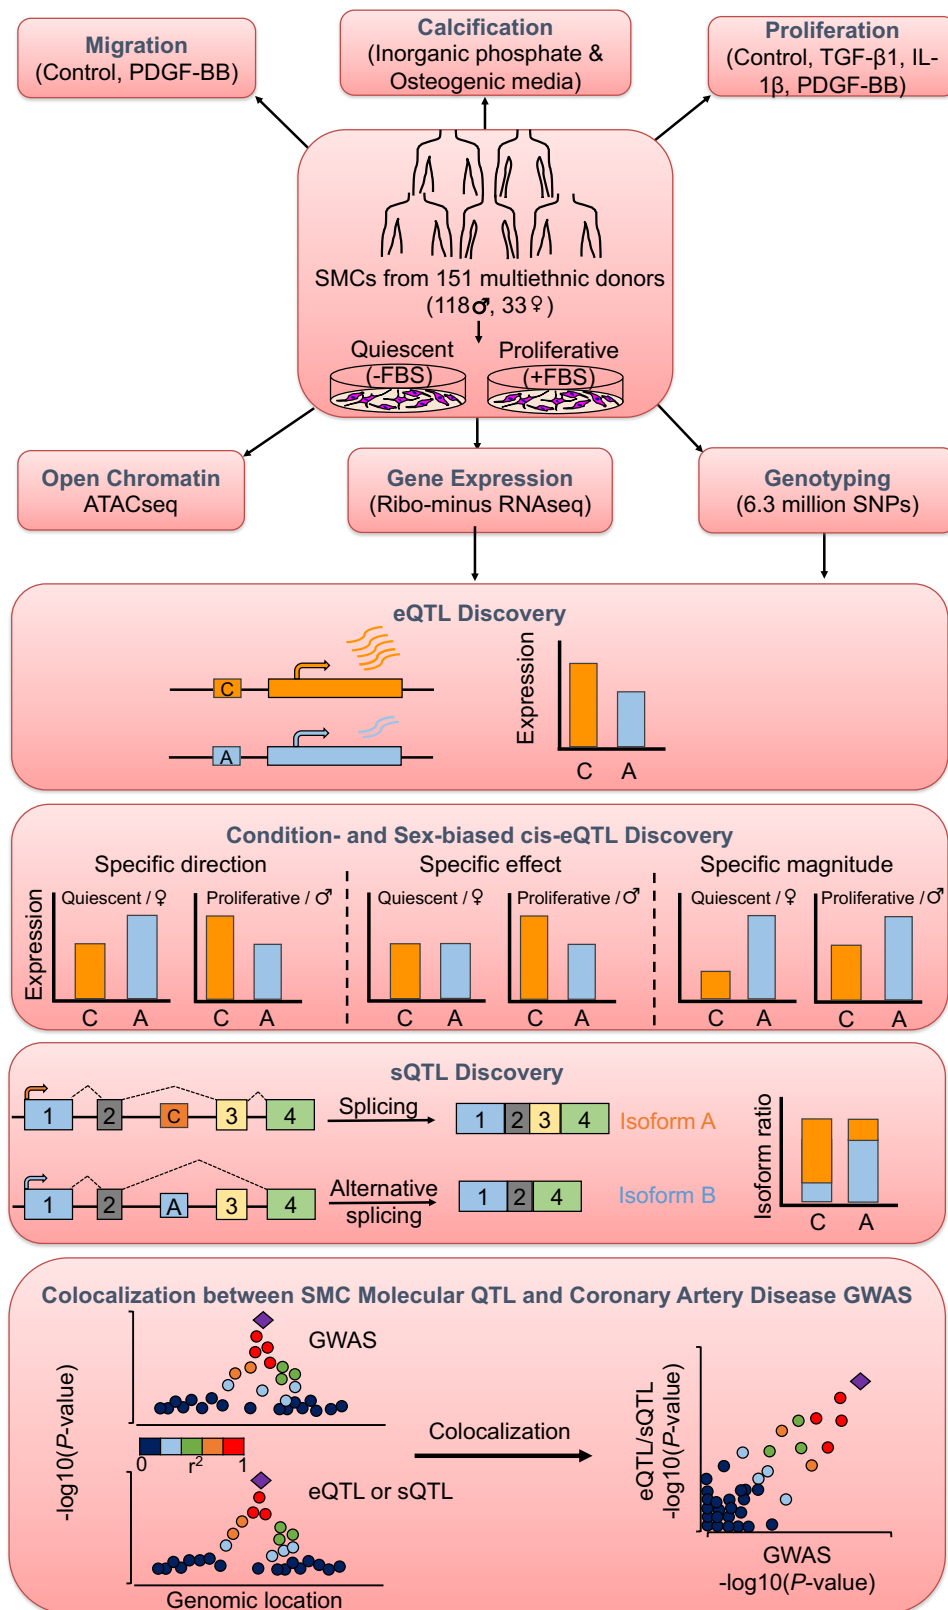 Migration
(Control, PDGF-BB)
Calcification
(Inorganic phosphate &
Osteogenic media)
Proliferation
(Control, TGF-β1, IL-
1β, PDGF-BB)
SMCs from 151 multiethnic donors
(118♂, 33♀)
Quiescent
(-FBS)
Proliferative
(+FBS)
Open Chromatin
ATACseq
Gene Expression
(Ribo-minus RNAseq)
Genotyping
(6.3 million SNPs)
eQTL Discovery
C
A
Expression
C A
Condition- and Sex-biased cis-eQTL Discovery
Specific direction
Specific effect
Specific magnitude
Expression
Quiescent / ♀
C A
Proliferative / ♂
C A
Quiescent / ♀
C A
Proliferative / ♂
C A
Quiescent / ♀
C A
Proliferative / ♂
C A
sQTL Discovery
1 2 C 3 4
Splicing
1 2 3 4
Isoform A
1 2 A 3 4
Alternative
splicing
1 2 4
Isoform B
Isoform ratio
C A
Colocalization between SMC Molecular QTL and Coronary Artery Disease GWAS
-log10(P-value)
GWAS
0 r² 1
eQTL or sQTL
Genomic location
Colocalization
eQTL/sQTL
-log10(P-value)
GWAS
-log10(P-value)